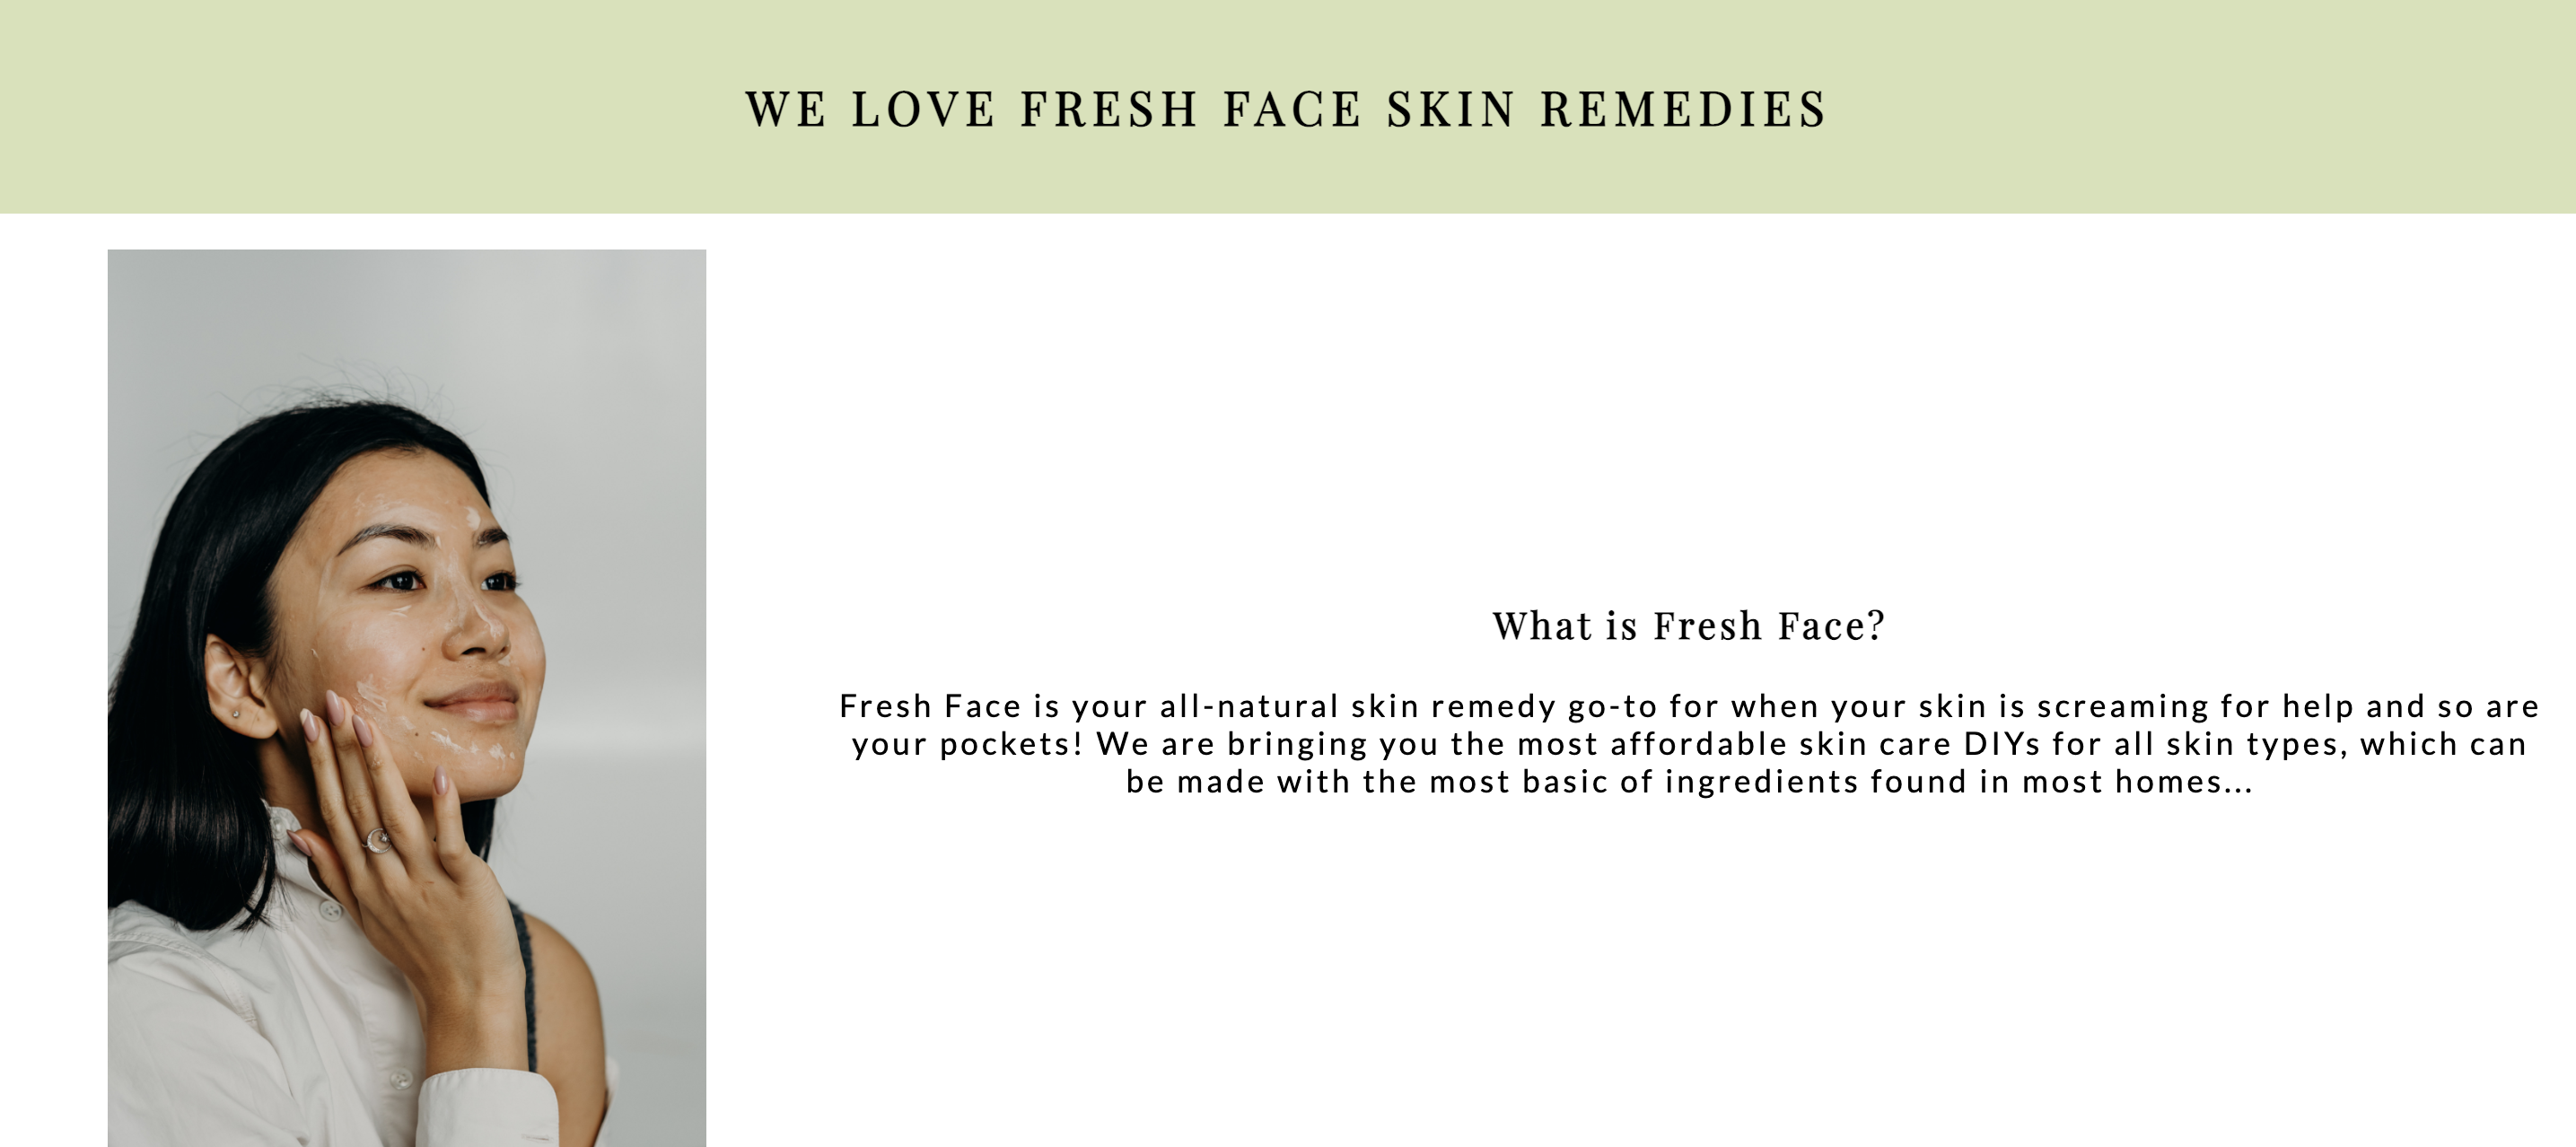 WE LOVE FRESH FACE SKIN REMEDIES
What is Fresh Face?
Fresh Face is your all-natural skin remedy go-to for when your skin is screaming for help and so are
your pockets! We are bringing you the most affordable skin care DIYs for all skin types, which can
be made with the most basic of ingredients found in most homes...